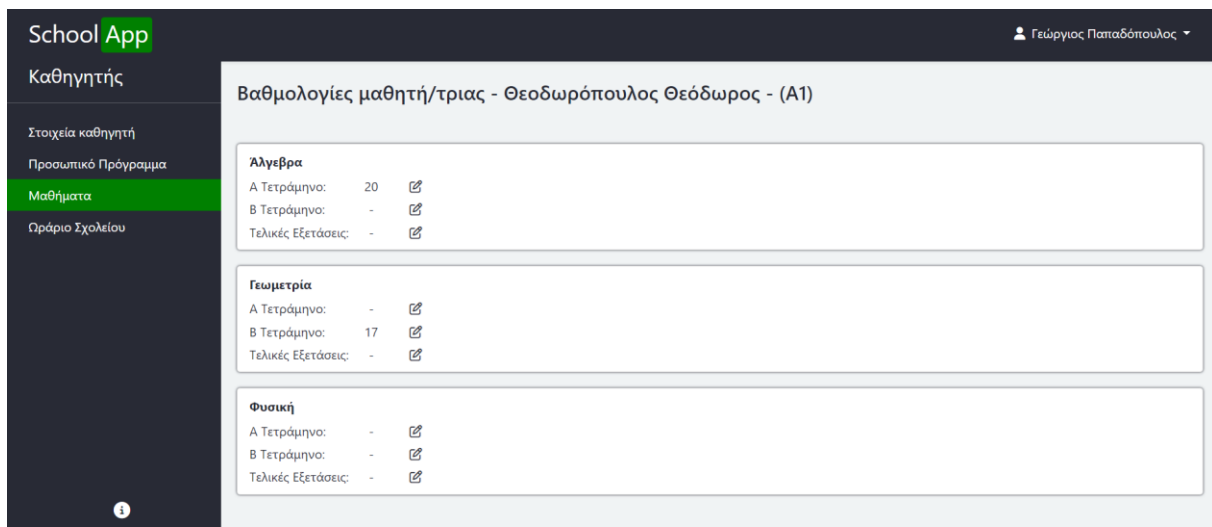 School App
Γεώργιος Παπαδόπουλος
Καθηγητής
Στοιχεία καθηγητή
Προσωπικό Πρόγραμμα
Μαθήματα
Ωράριο Σχολείου
Βαθμολογίες μαθητή/τριας - Θεοδωρόπουλος Θεόδωρος - (Α1)
Άλγεβρα
Α Τετράμηνο: 20
Β Τετράμηνο: -
Τελικές Εξετάσεις: -
Γεωμετρία
Α Τετράμηνο: -
Β Τετράμηνο: 17
Τελικές Εξετάσεις: -
Φυσική
Α Τετράμηνο: -
Β Τετράμηνο: -
Τελικές Εξετάσεις: -